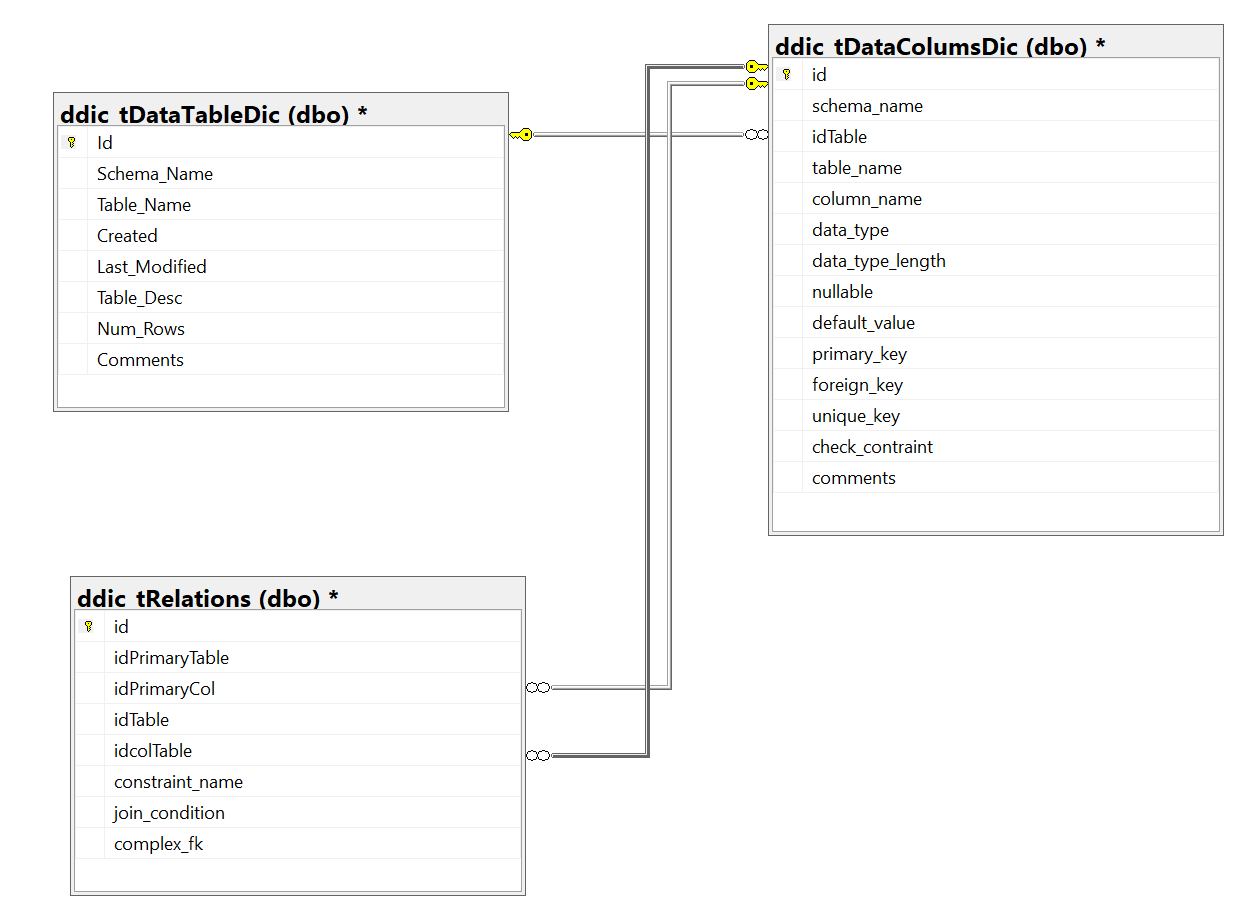 ddic_tDataTableDic (dbo) *
Id
Schema_Name
Table_Name
Created
Last_Modified
Table_Desc
Num_Rows
Comments
ddic_tDataColumsDic (dbo) *
id
schema_name
idTable
table_name
column_name
data_type
data_type_length
nullable
default_value
primary_key
foreign_key
unique_key
check_contraint
comments
ddic_tRelations (dbo) *
id
idPrimaryTable
idPrimaryCol
idTable
idcolTable
constraint_name
join_condition
complex_fk